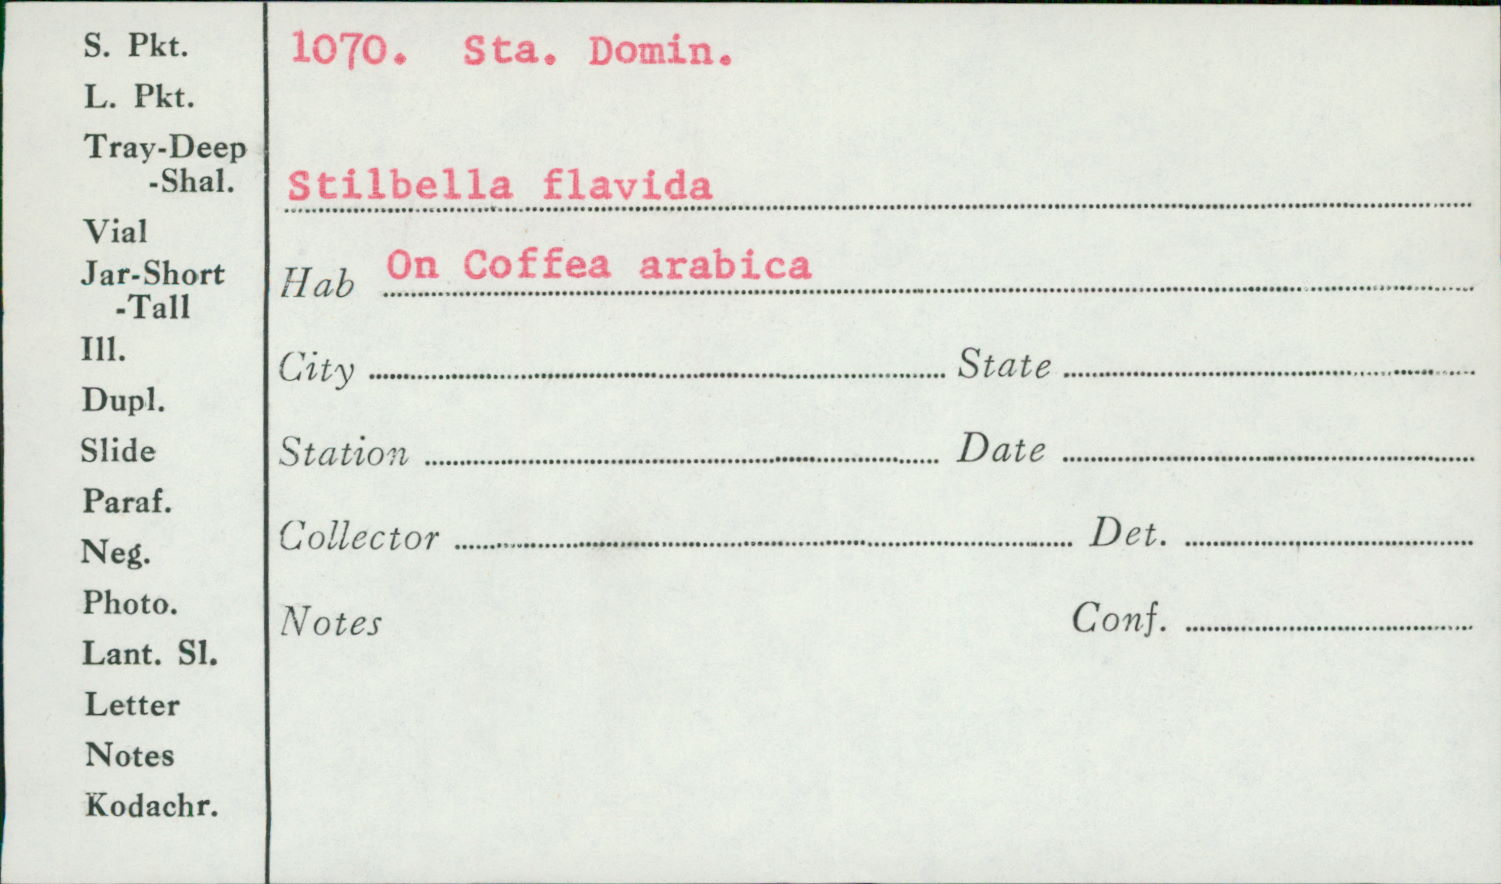 S. Pkt.
L. Pkt.
Tray-Deep
-Shal.
Vial
Jar-Short
-Tall
Ill.
Dupl.
Slide
Paraf.
Neg.
Photo.
Lant. Sl.
Letter
Notes
Kodachr.
1070. Sta. Domin.
Stilbella flavida
Hab On Coffea arabica
City State
Station Date
Collector Det.
Notes Conf.